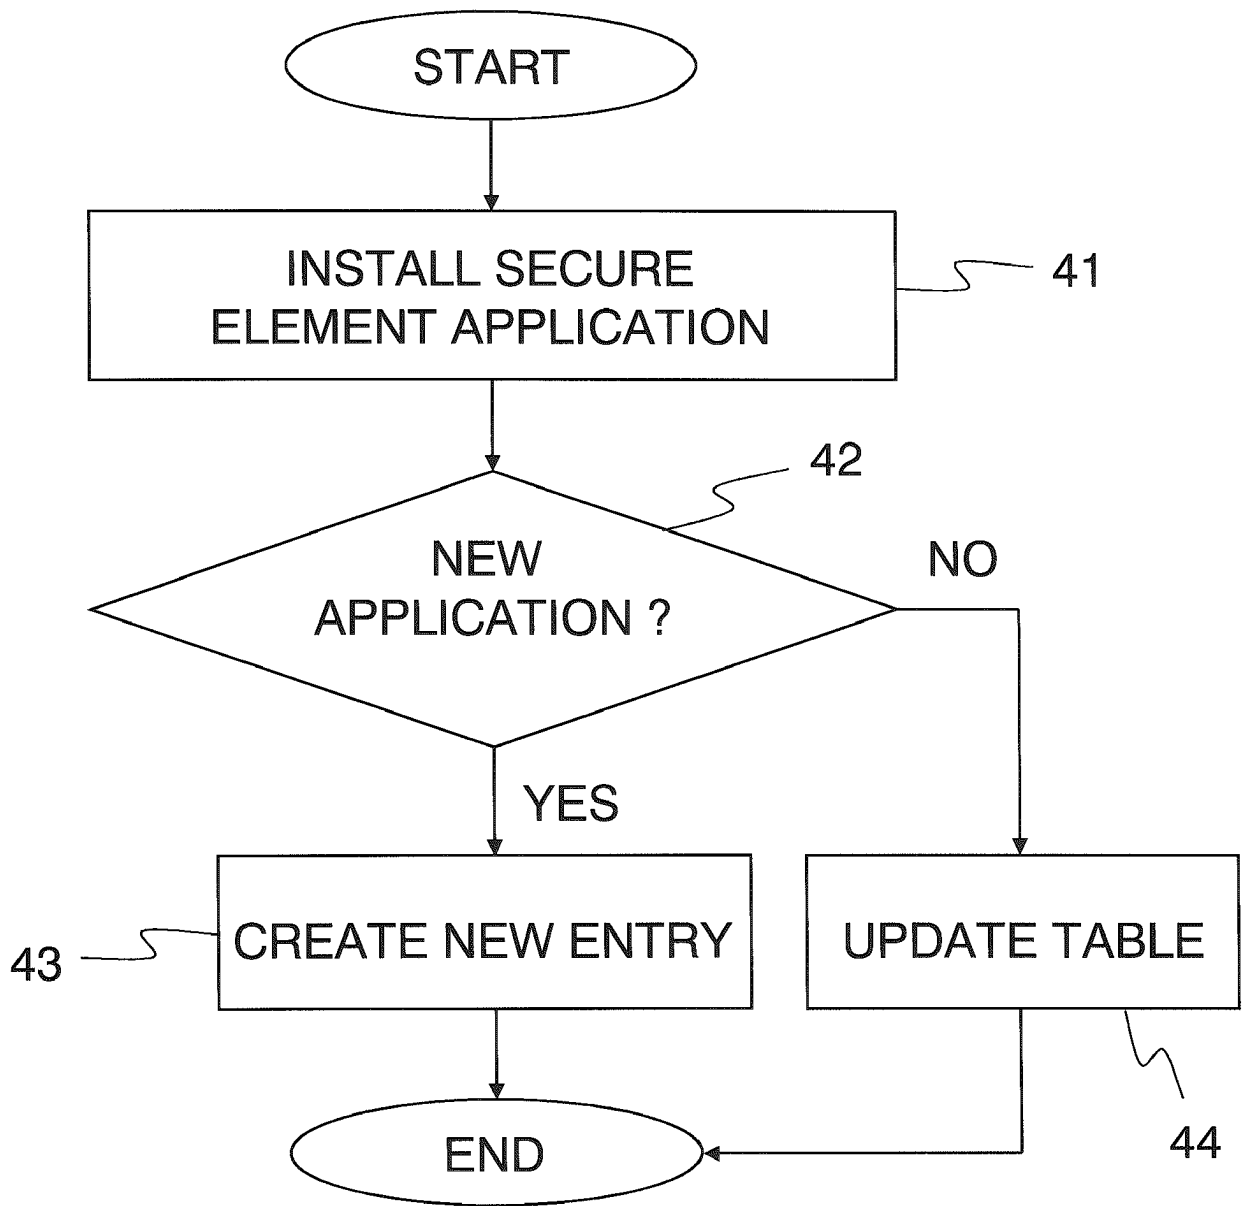 START
INSTALL SECURE
ELEMENT APPLICATION
41
42
NEW
APPLICATION ?
NO
YES
CREATE NEW ENTRY
43
UPDATE TABLE
44
END